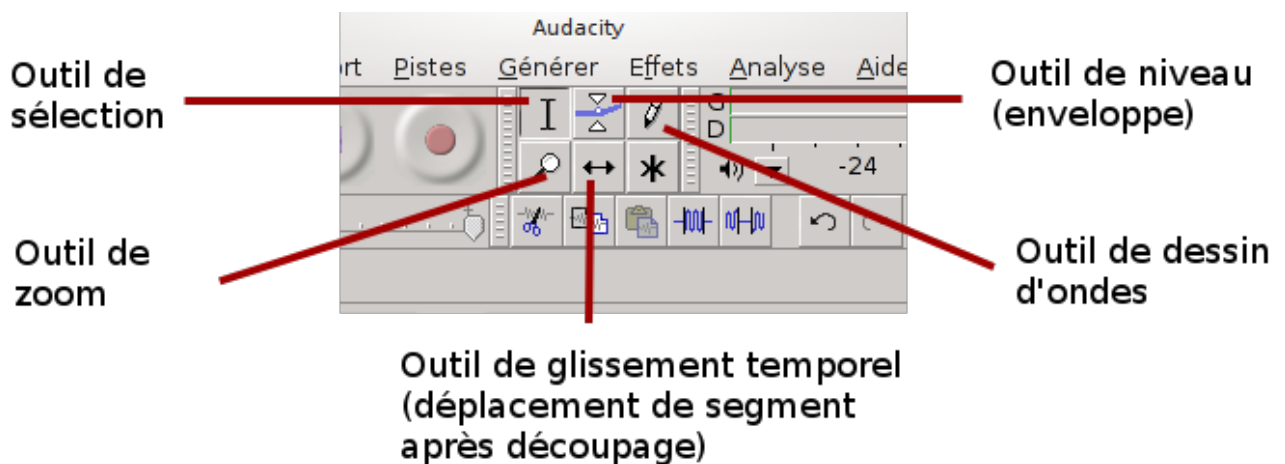 Audacity
Pistes Générer Effets Analyse Aide
Outil de
sélection
Outil de niveau
(enveloppe)
G
D
-24
Outil de
zoom
Outil de dessin
d'ondes
Outil de glissement temporel
(déplacement de segment
après découpage)